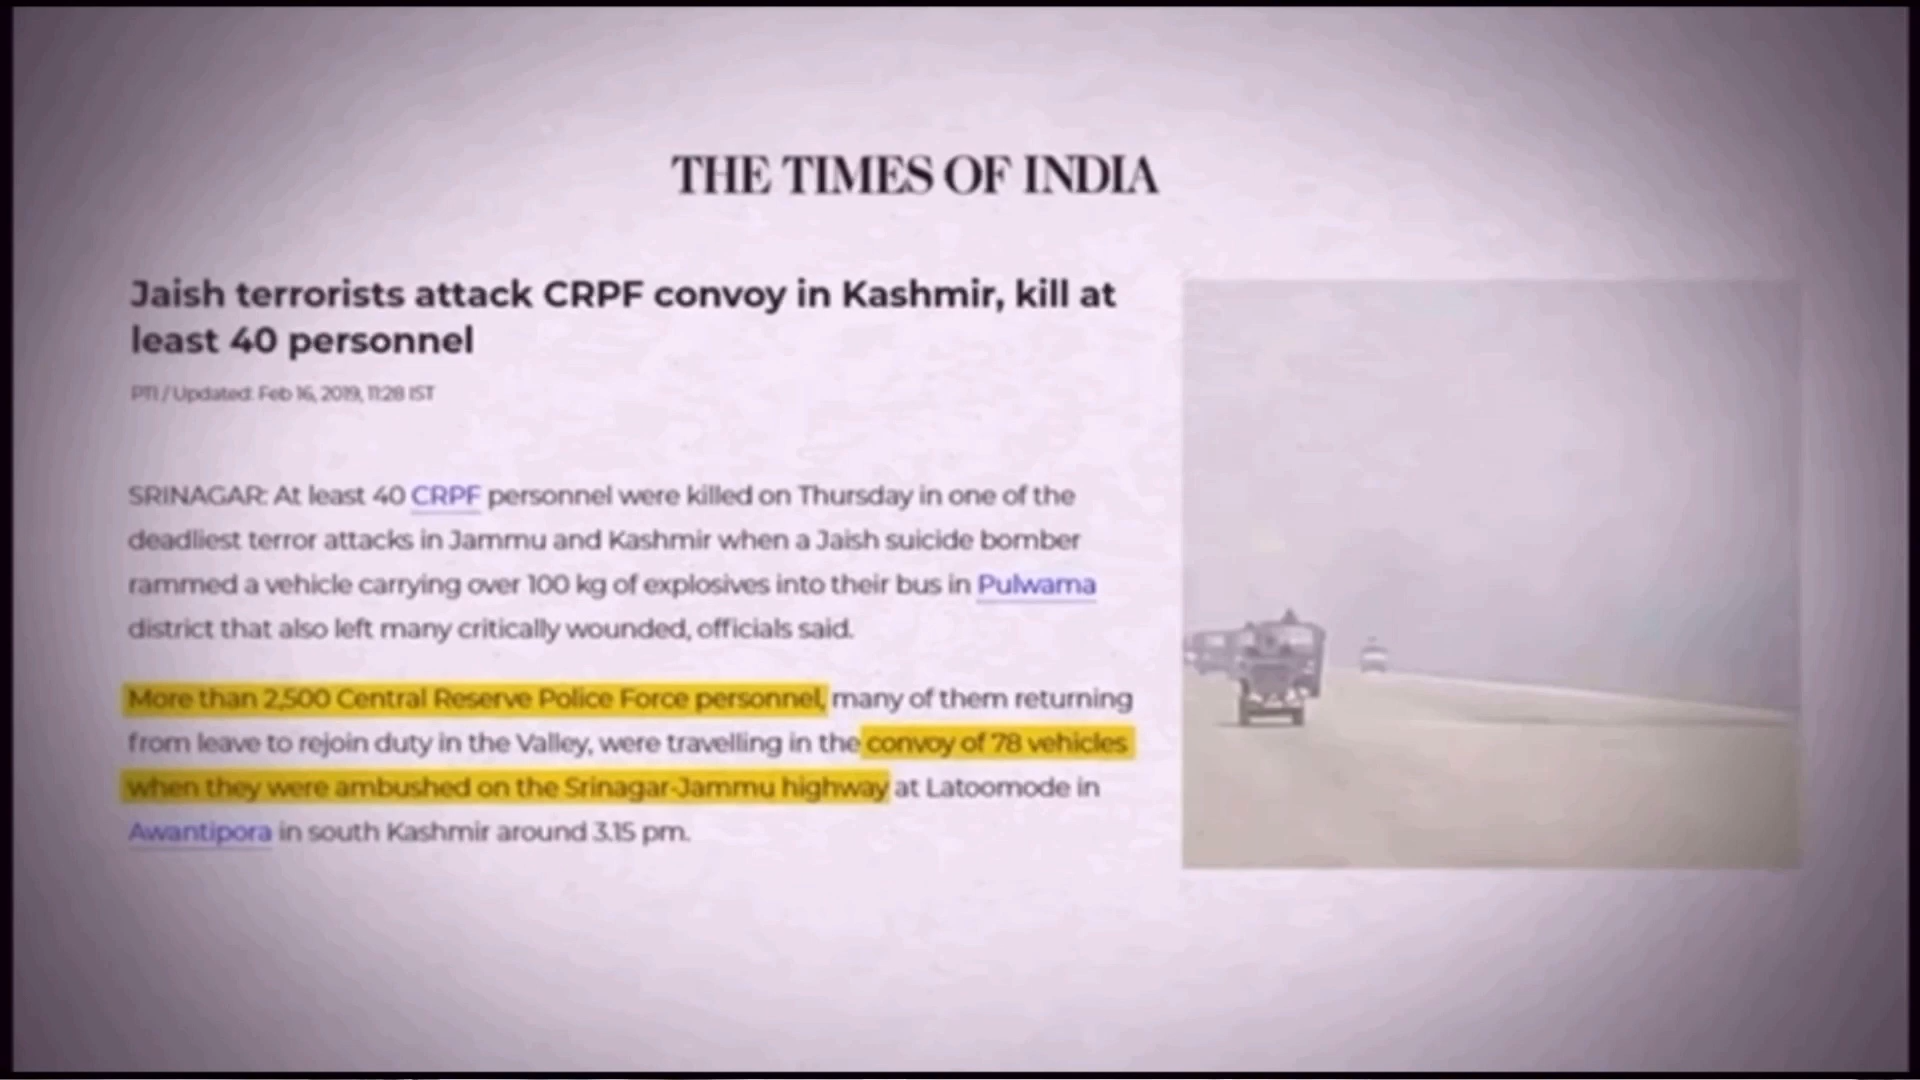 THE TIMES OF INDIA
Jaish terrorists attack CRPF convoy in Kashmir, kill at
least 40 personnel
PTI / Updated: Feb 16, 2019, 11:28 IST
SRINAGAR: At least 40 CRPF personnel were killed on Thursday in one of the
deadliest terror attacks in Jammu and Kashmir when a Jaish suicide bomber
rammed a vehicle carrying over 100 kg of explosives into their bus in Pulwama
district that also left many critically wounded, officials said.
More than 2,500 Central Reserve Police Force personnel, many of them returning
from leave to rejoin duty in the Valley, were travelling in the convoy of 78 vehicles
when they were ambushed on the Srinagar-Jammu highway at Latoomode in
Awantipora in south Kashmir around 3.15 pm.